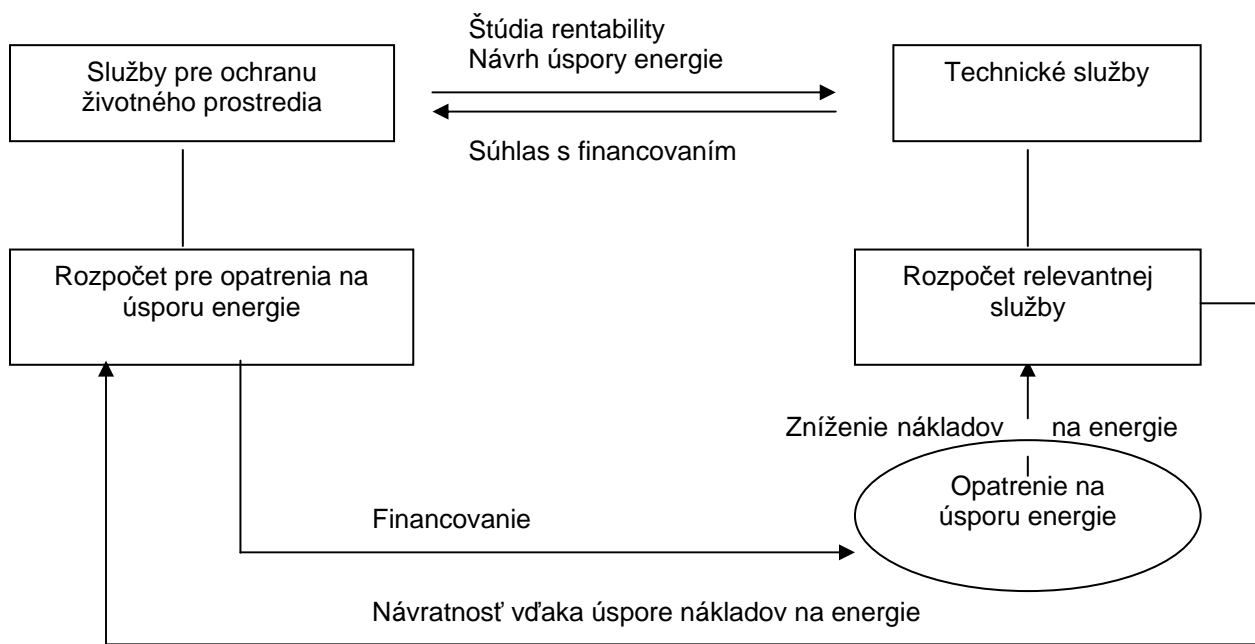 Štúdia rentability
Návrh úspory energie
Služby pre ochranu
životného prostredia
Technické služby
Súhlas s financovaním
Rozpočet pre opatrenia na
úsporu energie
Rozpočet relevantnej
služby
Zníženie nákladov na energie
Opatrenie na
úsporu energie
Financovanie
Návratnosť vďaka úspore nákladov na energie